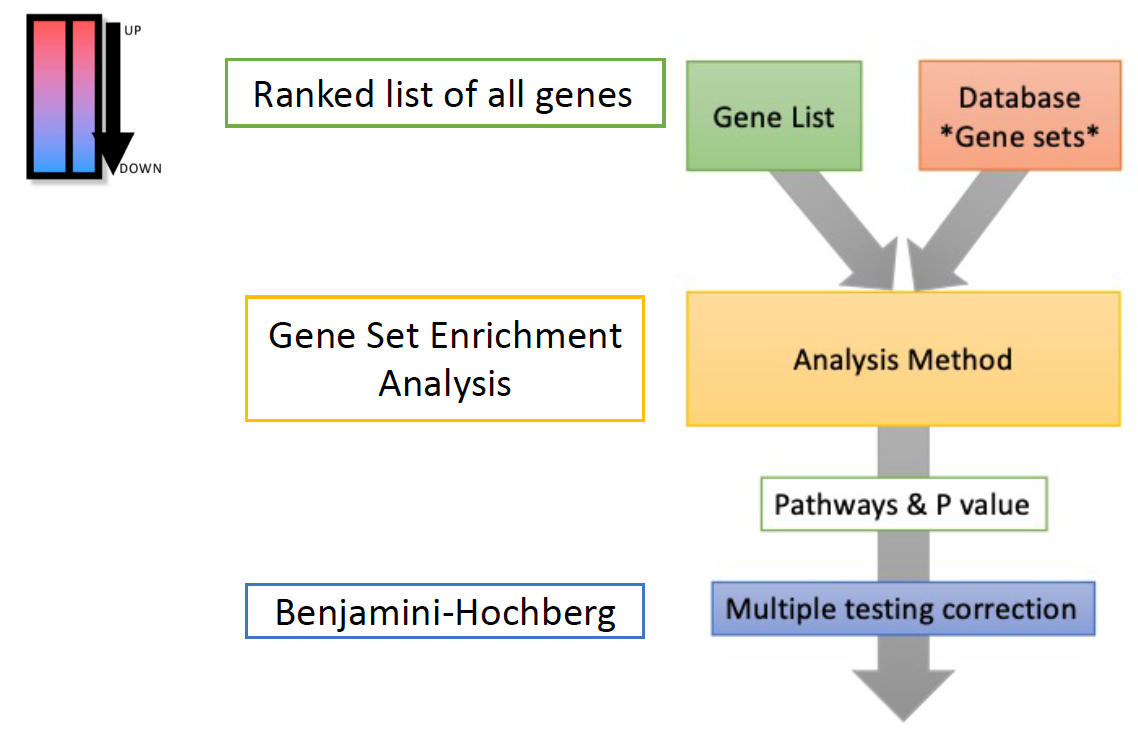 UP
DOWN
Ranked list of all genes
Gene List
Database
*Gene sets*
Gene Set Enrichment
Analysis
Analysis Method
Pathways & P value
Benjamini-Hochberg
Multiple testing correction